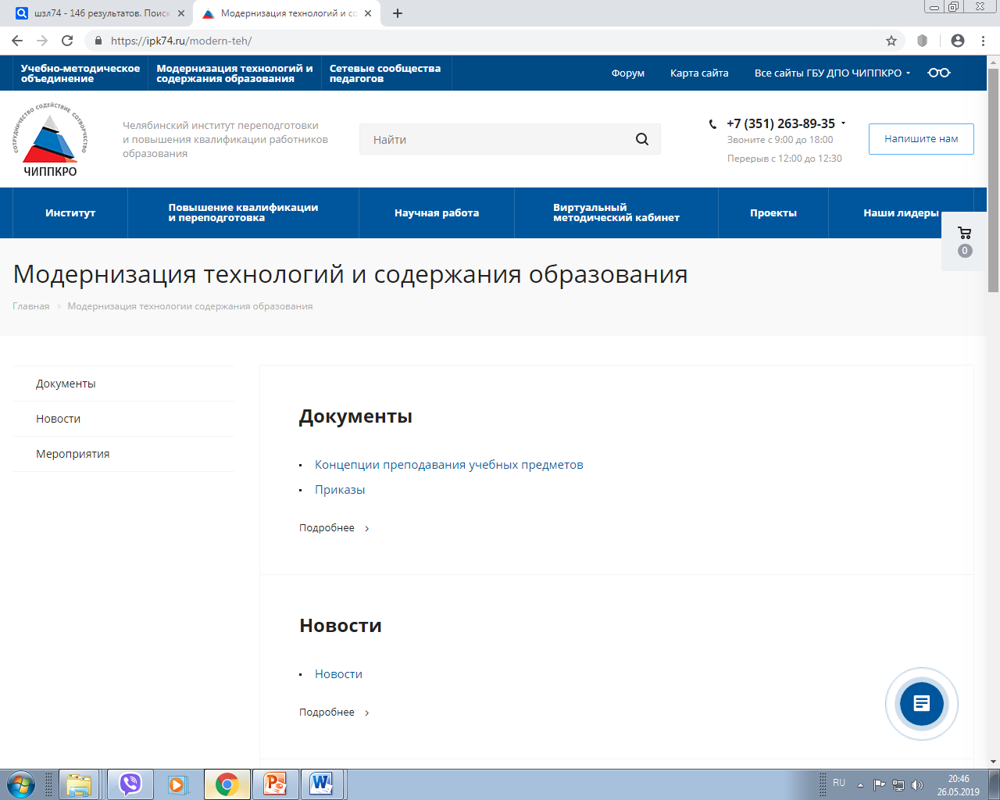 шзл74 - 146 результатов. Поиск
Модернизация технологий и со
https://ipk74.ru/modern-teh/
Учебно-методическое
объединение
Модернизация технологий и
содержания образования
Сетевые сообщества
педагогов
Форум
Карта сайта
Все сайты ГБУ ДПО ЧИППКРО
СОТРУДНИЧЕСТВО СОДЕЙСТВИЕ СОТВОРЧЕСТВО
ЧИППКРО
Челябинский институт переподготовки
и повышения квалификации работников
образования
Найти
+7 (351) 263-89-35
Звоните с 9:00 до 18:00
Перерыв с 12:00 до 12:30
Напишите нам
Институт
Повышение квалификации
и переподготовка
Научная работа
Виртуальный
методический кабинет
Проекты
Наши лидеры
0
Модернизация технологий и содержания образования
Главная
Модернизация технологии содержания образования
Документы
Новости
Мероприятия
Документы
Концепции преподавания учебных предметов
Приказы
Подробнее
Новости
Новости
Подробнее
RU
20:46
26.05.2019